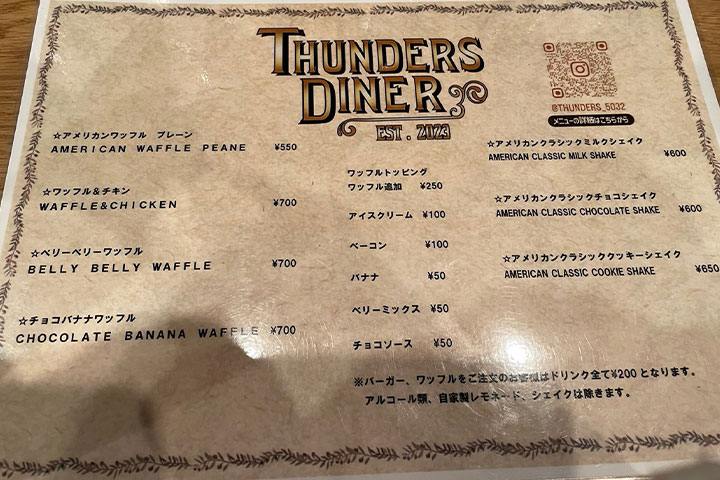 THUNDERS
DINER
EST. 2023
@THUNDERS_5032
メニューの詳細はこちらから
☆アメリカンワッフル プレーン
AMERICAN WAFFLE PEANE ¥550
☆ワッフル&チキン
WAFFLE&CHICKEN ¥700
☆ベリーベリーワッフル
BELLY BELLY WAFFLE ¥700
☆チョコバナナワッフル
CHOCOLATE BANANA WAFFLE ¥700
ワッフルトッピング
ワッフル追加 ¥250
アイスクリーム ¥100
ベーコン ¥100
バナナ ¥50
ベリーミックス ¥50
チョコソース ¥50
☆アメリカンクラシックミルクシェイク
AMERICAN CLASSIC MILK SHAKE ¥600
☆アメリカンクラシックチョコシェイク
AMERICAN CLASSIC CHOCOLATE SHAKE ¥600
☆アメリカンクラシッククッキーシェイク
AMERICAN CLASSIC COOKIE SHAKE ¥650
※バーガー、ワッフルをご注文のお客様はドリンク全て¥200となります。
アルコール類、自家製レモネード、シェイクは除きます。